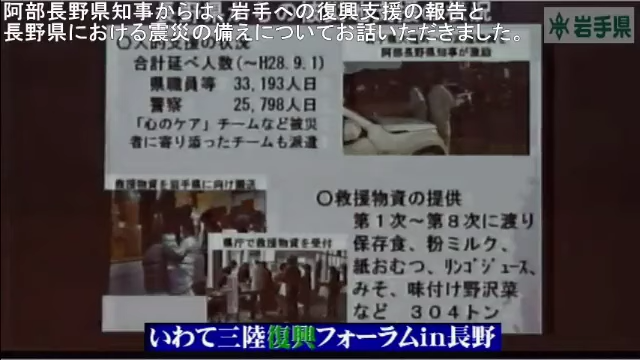 阿部長野県知事からは、岩手への復興支援の報告と
長野県における震災の備えについてお話いただきました。
岩手県
〇人的支援の状況
合計延べ人数(～H28.9.1)
県職員等 33,193人日
警察 25,798人日
「心のケア」チームなど被災
者に寄り添ったチームも派遣
阿部長野県知事が激励
救援物資を岩手県に向け搬送
県庁で救援物資を受付
〇救援物資の提供
第1次～第8次に渡り
保存食、粉ミルク、
紙おむつ、リンゴジュース、
みそ、味付け野沢菜
など 304トン
いわて三陸復興フォーラムin長野